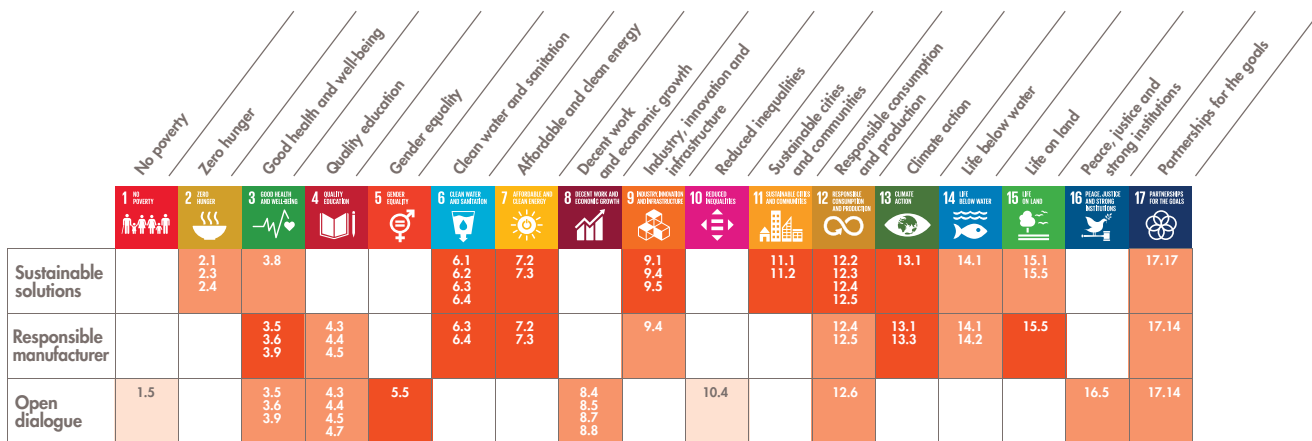 No poverty
Zero hunger
Good health and well-being
Quality education
Gender equality
Clean water and sanitation
Affordable and clean energy
Decent work
and economic growth
Industry, innovation and
infrastructure
Reduced inequalities
Sustainable cities
and communities
Responsible consumption
and production
Climate action
Life below water
Life on land
Peace, justice and
strong institutions
Partnerships for the goals
1 NO
POVERTY
2 ZERO
HUNGER
3 GOOD HEALTH
AND WELL-BEING
4 QUALITY
EDUCATION
5 GENDER
EQUALITY
6 CLEAN WATER
AND SANITATION
7 AFFORDABLE AND
CLEAN ENERGY
8 DECENT WORK AND
ECONOMIC GROWTH
9 INDUSTRY, INNOVATION
AND INFRASTRUCTURE
10 REDUCED
INEQUALITIES
11 SUSTAINABLE CITIES
AND COMMUNITIES
12 RESPONSIBLE
CONSUMPTION
AND PRODUCTION
13 CLIMATE
ACTION
14 LIFE
BELOW WATER
15 LIFE
ON LAND
16 PEACE, JUSTICE
AND STRONG
INSTITUTIONS
17 PARTNERSHIPS
FOR THE GOALS
Sustainable
solutions
2.1
2.3
2.4
3.8
6.1
6.2
6.3
6.4
7.2
7.3
9.1
9.4
9.5
11.1
11.2
12.2
12.3
12.4
12.5
13.1
14.1
15.1
15.5
17.17
Responsible
manufacturer
3.5
3.6
3.9
4.3
4.4
4.5
6.3
6.4
7.2
7.3
9.4
12.4
12.5
13.1
13.3
14.1
14.2
15.5
17.14
Open
dialogue
1.5
3.5
3.6
3.9
4.3
4.4
4.5
4.7
5.5
8.4
8.5
8.7
8.8
10.4
12.6
16.5
17.14